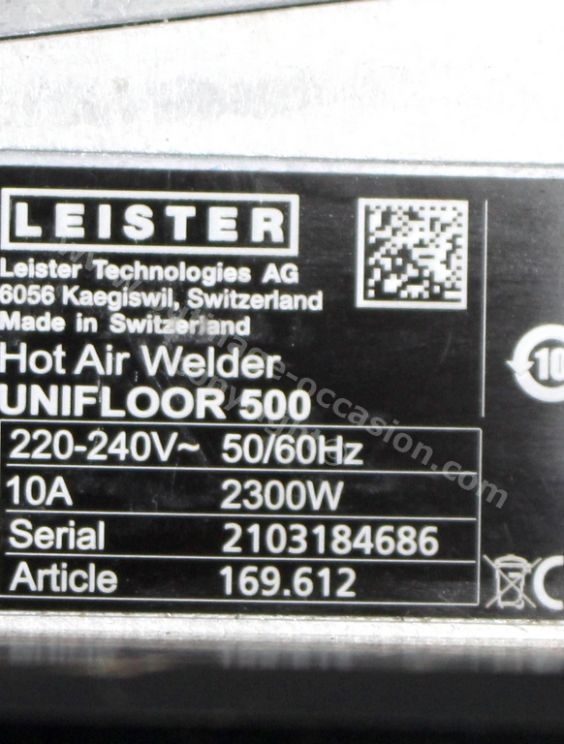 LEISTER
Leister Technologies AG
6056 Kaegiswil, Switzerland
Made in Switzerland
Hot Air Welder
UNIFLOOR 500
220-240V~ 50/60Hz
10A 2300W
Serial 2103184686
Article 169.612
10